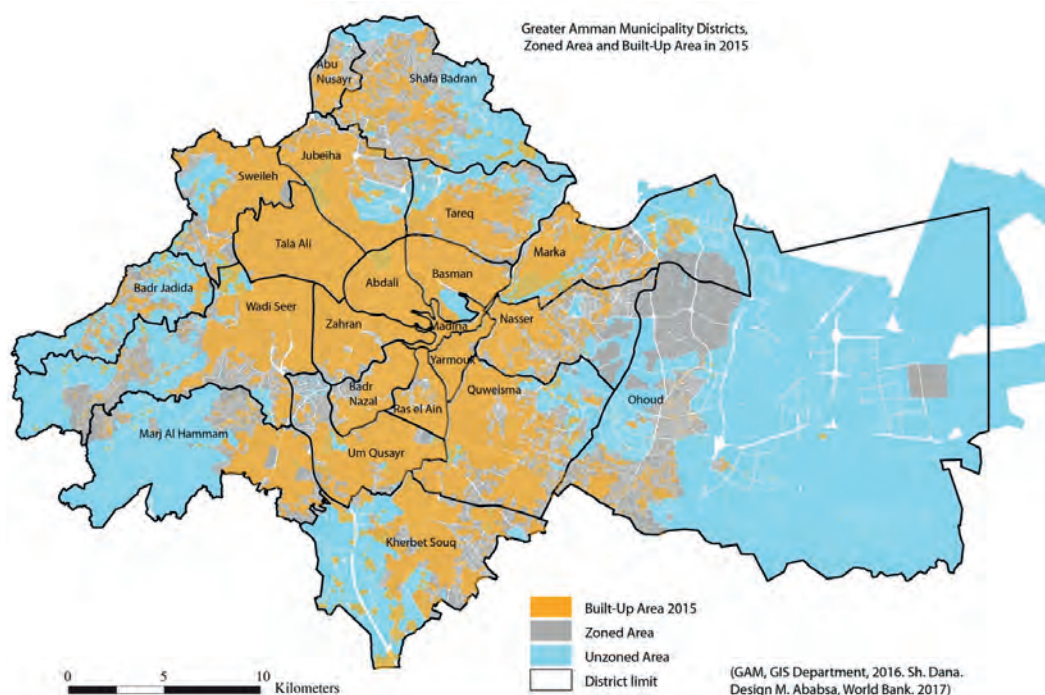 Greater Amman Municipality Districts,
Zoned Area and Built-Up Area in 2015
Abu
Nusayr
Shafa Badran
Jubeiha
Sweileh
Tareq
Tala Ali
Marka
Basman
Abdali
Badr Jadida
Wadi Seer
Zahran
Madina
Nasser
Yarmouk
Badr
Nazal
Ras el Ain
Quweisma
Ohoud
Marj Al Hammam
Um Qusayr
Kherbet Souq
Built-Up Area 2015
Zoned Area
Unzoned Area
District limit
0 5 10
Kilometers
(GAM, GIS Department, 2016. Sh. Dana.
Design M. Ababsa, World Bank. 2017)